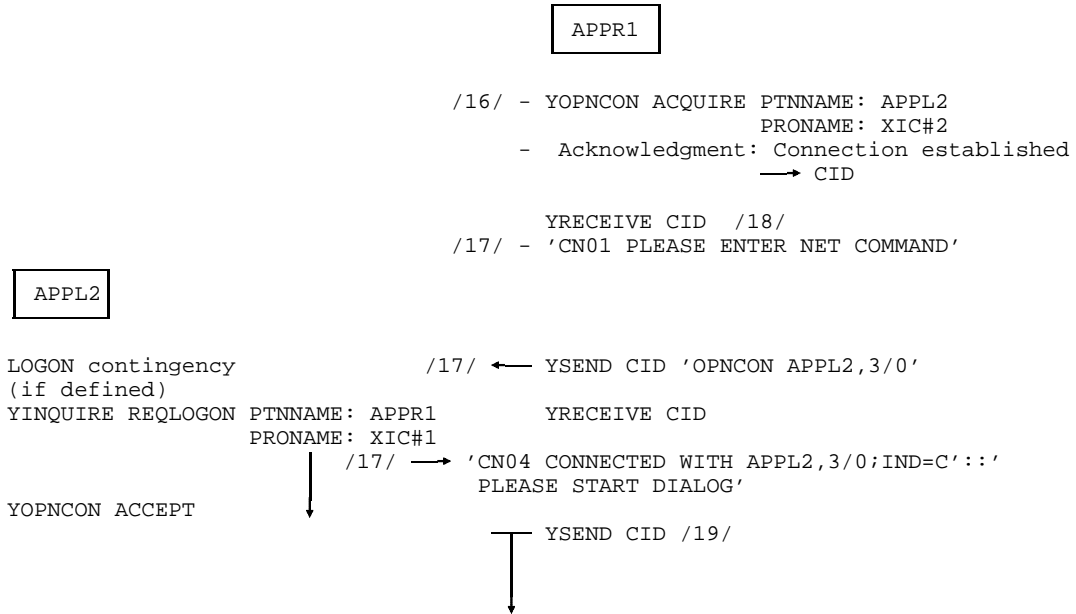 APPR1
/16/ - YOPNCON ACQUIRE PTNNAME: APPL2
PRONAME: XIC#2
- Acknowledgment: Connection established
CID
YRECEIVE CID /18/
/17/ - 'CN01 PLEASE ENTER NET COMMAND'
APPL2
LOGON contingency /17/ YSEND CID 'OPNCON APPL2,3/0'
(if defined)
YINQUIRE REQLOGON PTNNAME: APPR1 YRECEIVE CID
PRONAME: XIC#1
/17/ 'CN04 CONNECTED WITH APPL2,3/0;IND=C'::'
PLEASE START DIALOG'
YOPNCON ACCEPT
YSEND CID /19/